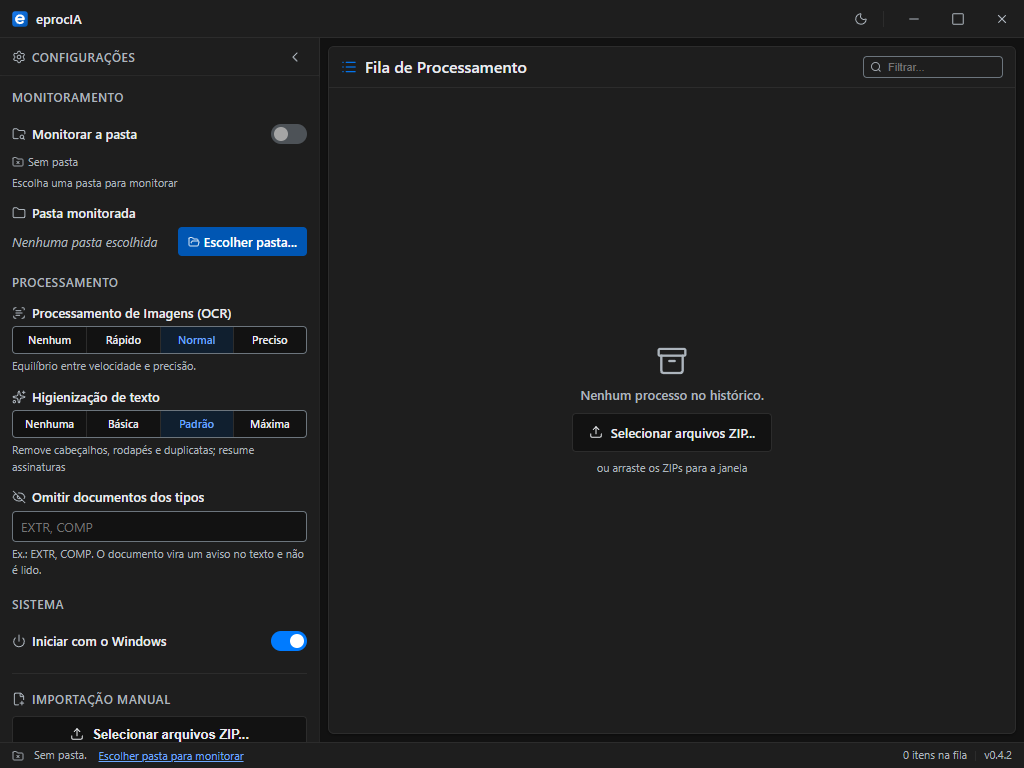 eprocIA
CONFIGURAÇÕES
MONITORAMENTO
Monitorar a pasta
Sem pasta
Escolha uma pasta para monitorar
Pasta monitorada
Nenhuma pasta escolhida
Escolher pasta...
PROCESSAMENTO
Processamento de Imagens (OCR)
Nenhum Rápido Normal Preciso
Equilíbrio entre velocidade e precisão.
Higienização de texto
Nenhuma Básica Padrão Máxima
Remove cabeçalhos, rodapés e duplicatas; resume
assinaturas
Omitir documentos dos tipos
EXTR, COMP
Ex.: EXTR, COMP. O documento vira um aviso no texto e não
é lido.
SISTEMA
Iniciar com o Windows
IMPORTAÇÃO MANUAL
Selecionar arquivos ZIP...
Fila de Processamento
Filtrar...
Nenhum processo no histórico.
Selecionar arquivos ZIP...
ou arraste os ZIPs para a janela
Sem pasta. Escolher pasta para monitorar
0 itens na fila v0.4.2